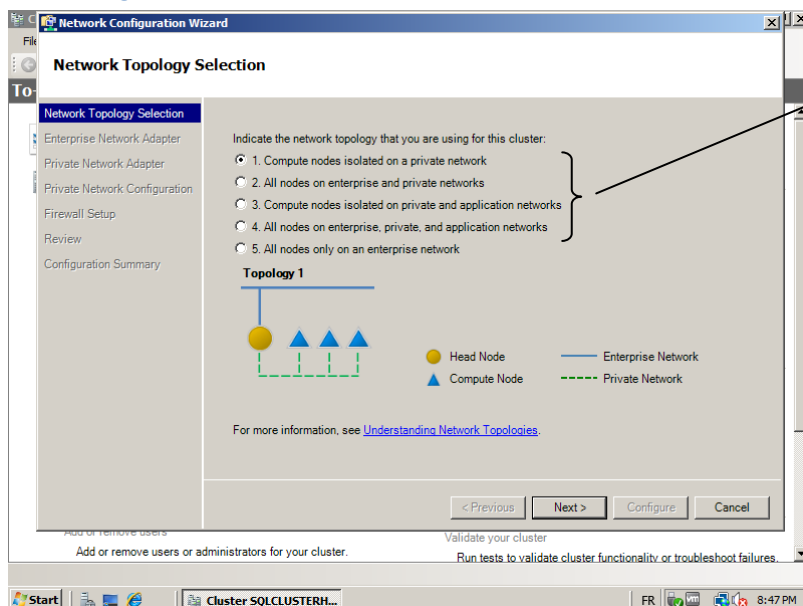 Network Configuration Wizard
File
To-
Network Topology Selection
Network Topology Selection
Enterprise Network Adapter
Private Network Adapter
Private Network Configuration
Firewall Setup
Review
Configuration Summary
Indicate the network topology that you are using for this cluster:
1. Compute nodes isolated on a private network
2. All nodes on enterprise and private networks
3. Compute nodes isolated on private and application networks
4. All nodes on enterprise, private, and application networks
5. All nodes only on an enterprise network
Topology 1
Head Node
Enterprise Network
Compute Node
Private Network
For more information, see Understanding Network Topologies.
< Previous
Next >
Configure
Cancel
Add or remove users
Validate your cluster
Add or remove users or administrators for your cluster.
Run tests to validate cluster functionality or troubleshoot failures.
Start
Cluster SQLCLUSTERH...
FR
8:47 PM